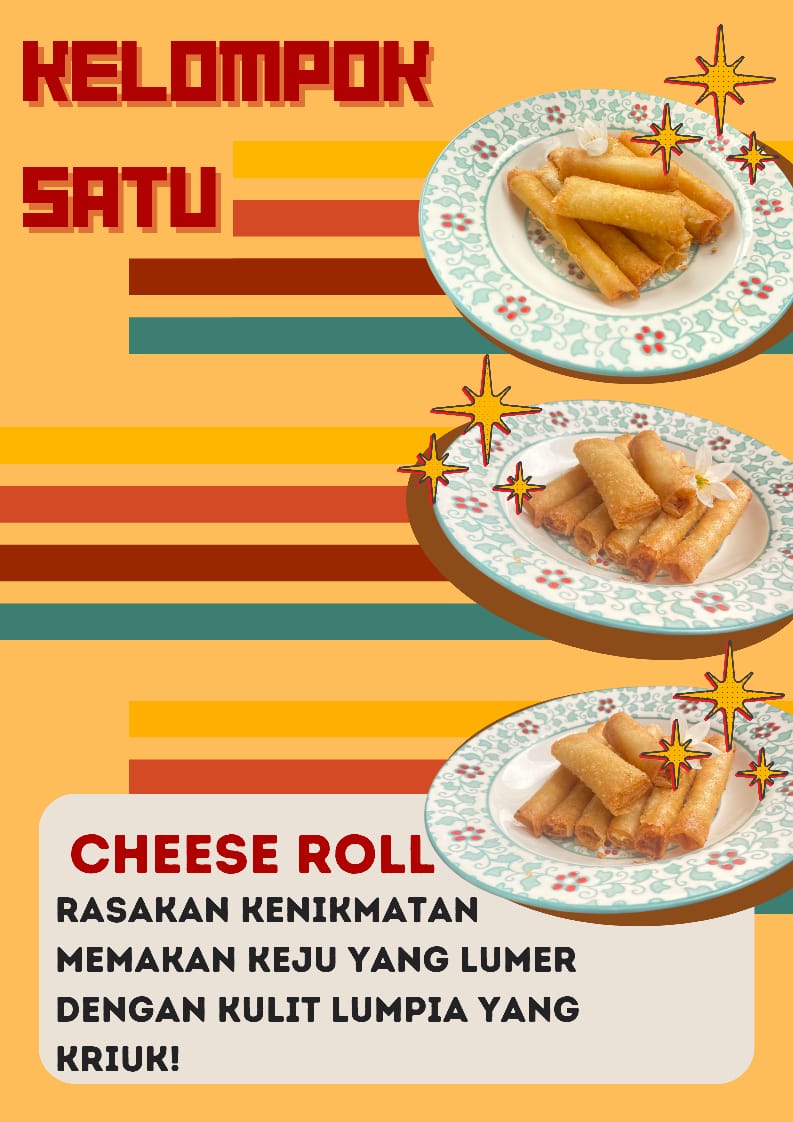 KELOMPOK
SATU
CHEESE ROLL
RASAKAN KENIKMATAN
MEMAKAN KEJU YANG LUMER
DENGAN KULIT LUMPIA YANG
KRIUK!